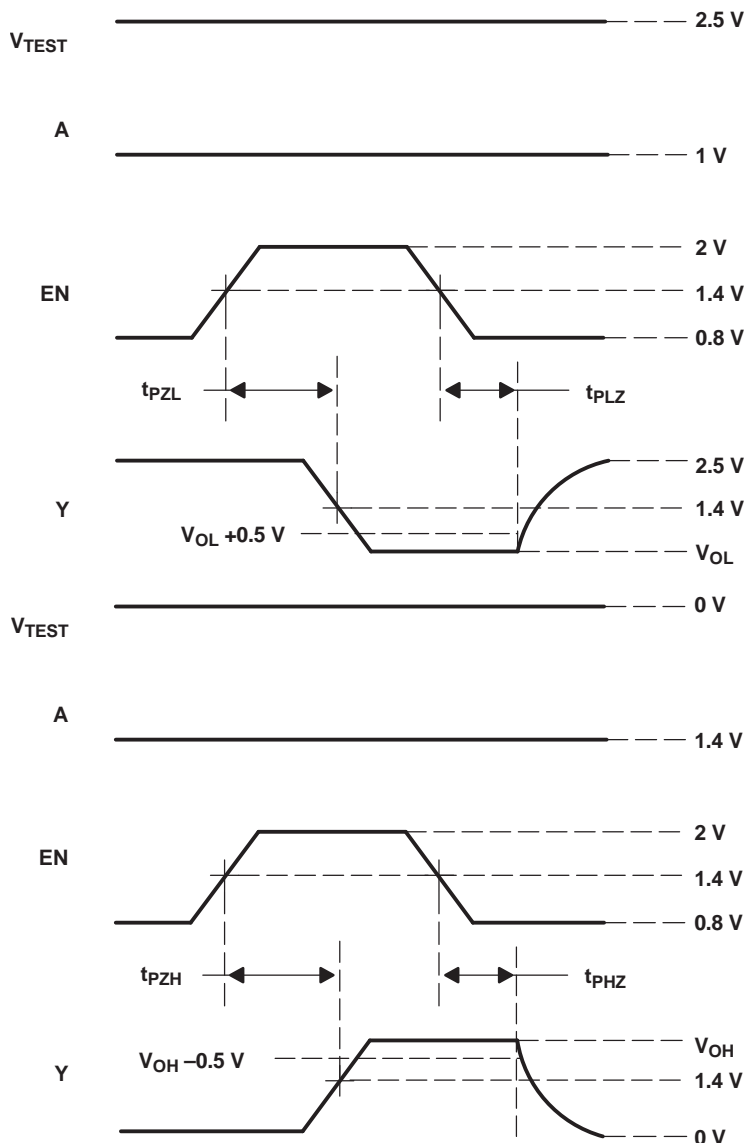 V_TEST 2.5 V
A
1 V
2 V
EN 1.4 V
0.8 V
t_PZL t_PLZ
2.5 V
Y 1.4 V
V_OL +0.5 V
V_OL
V_TEST 0 V
A
1.4 V
2 V
EN 1.4 V
0.8 V
t_PZH t_PHZ
V_OH
V_OH –0.5 V
Y 1.4 V
0 V